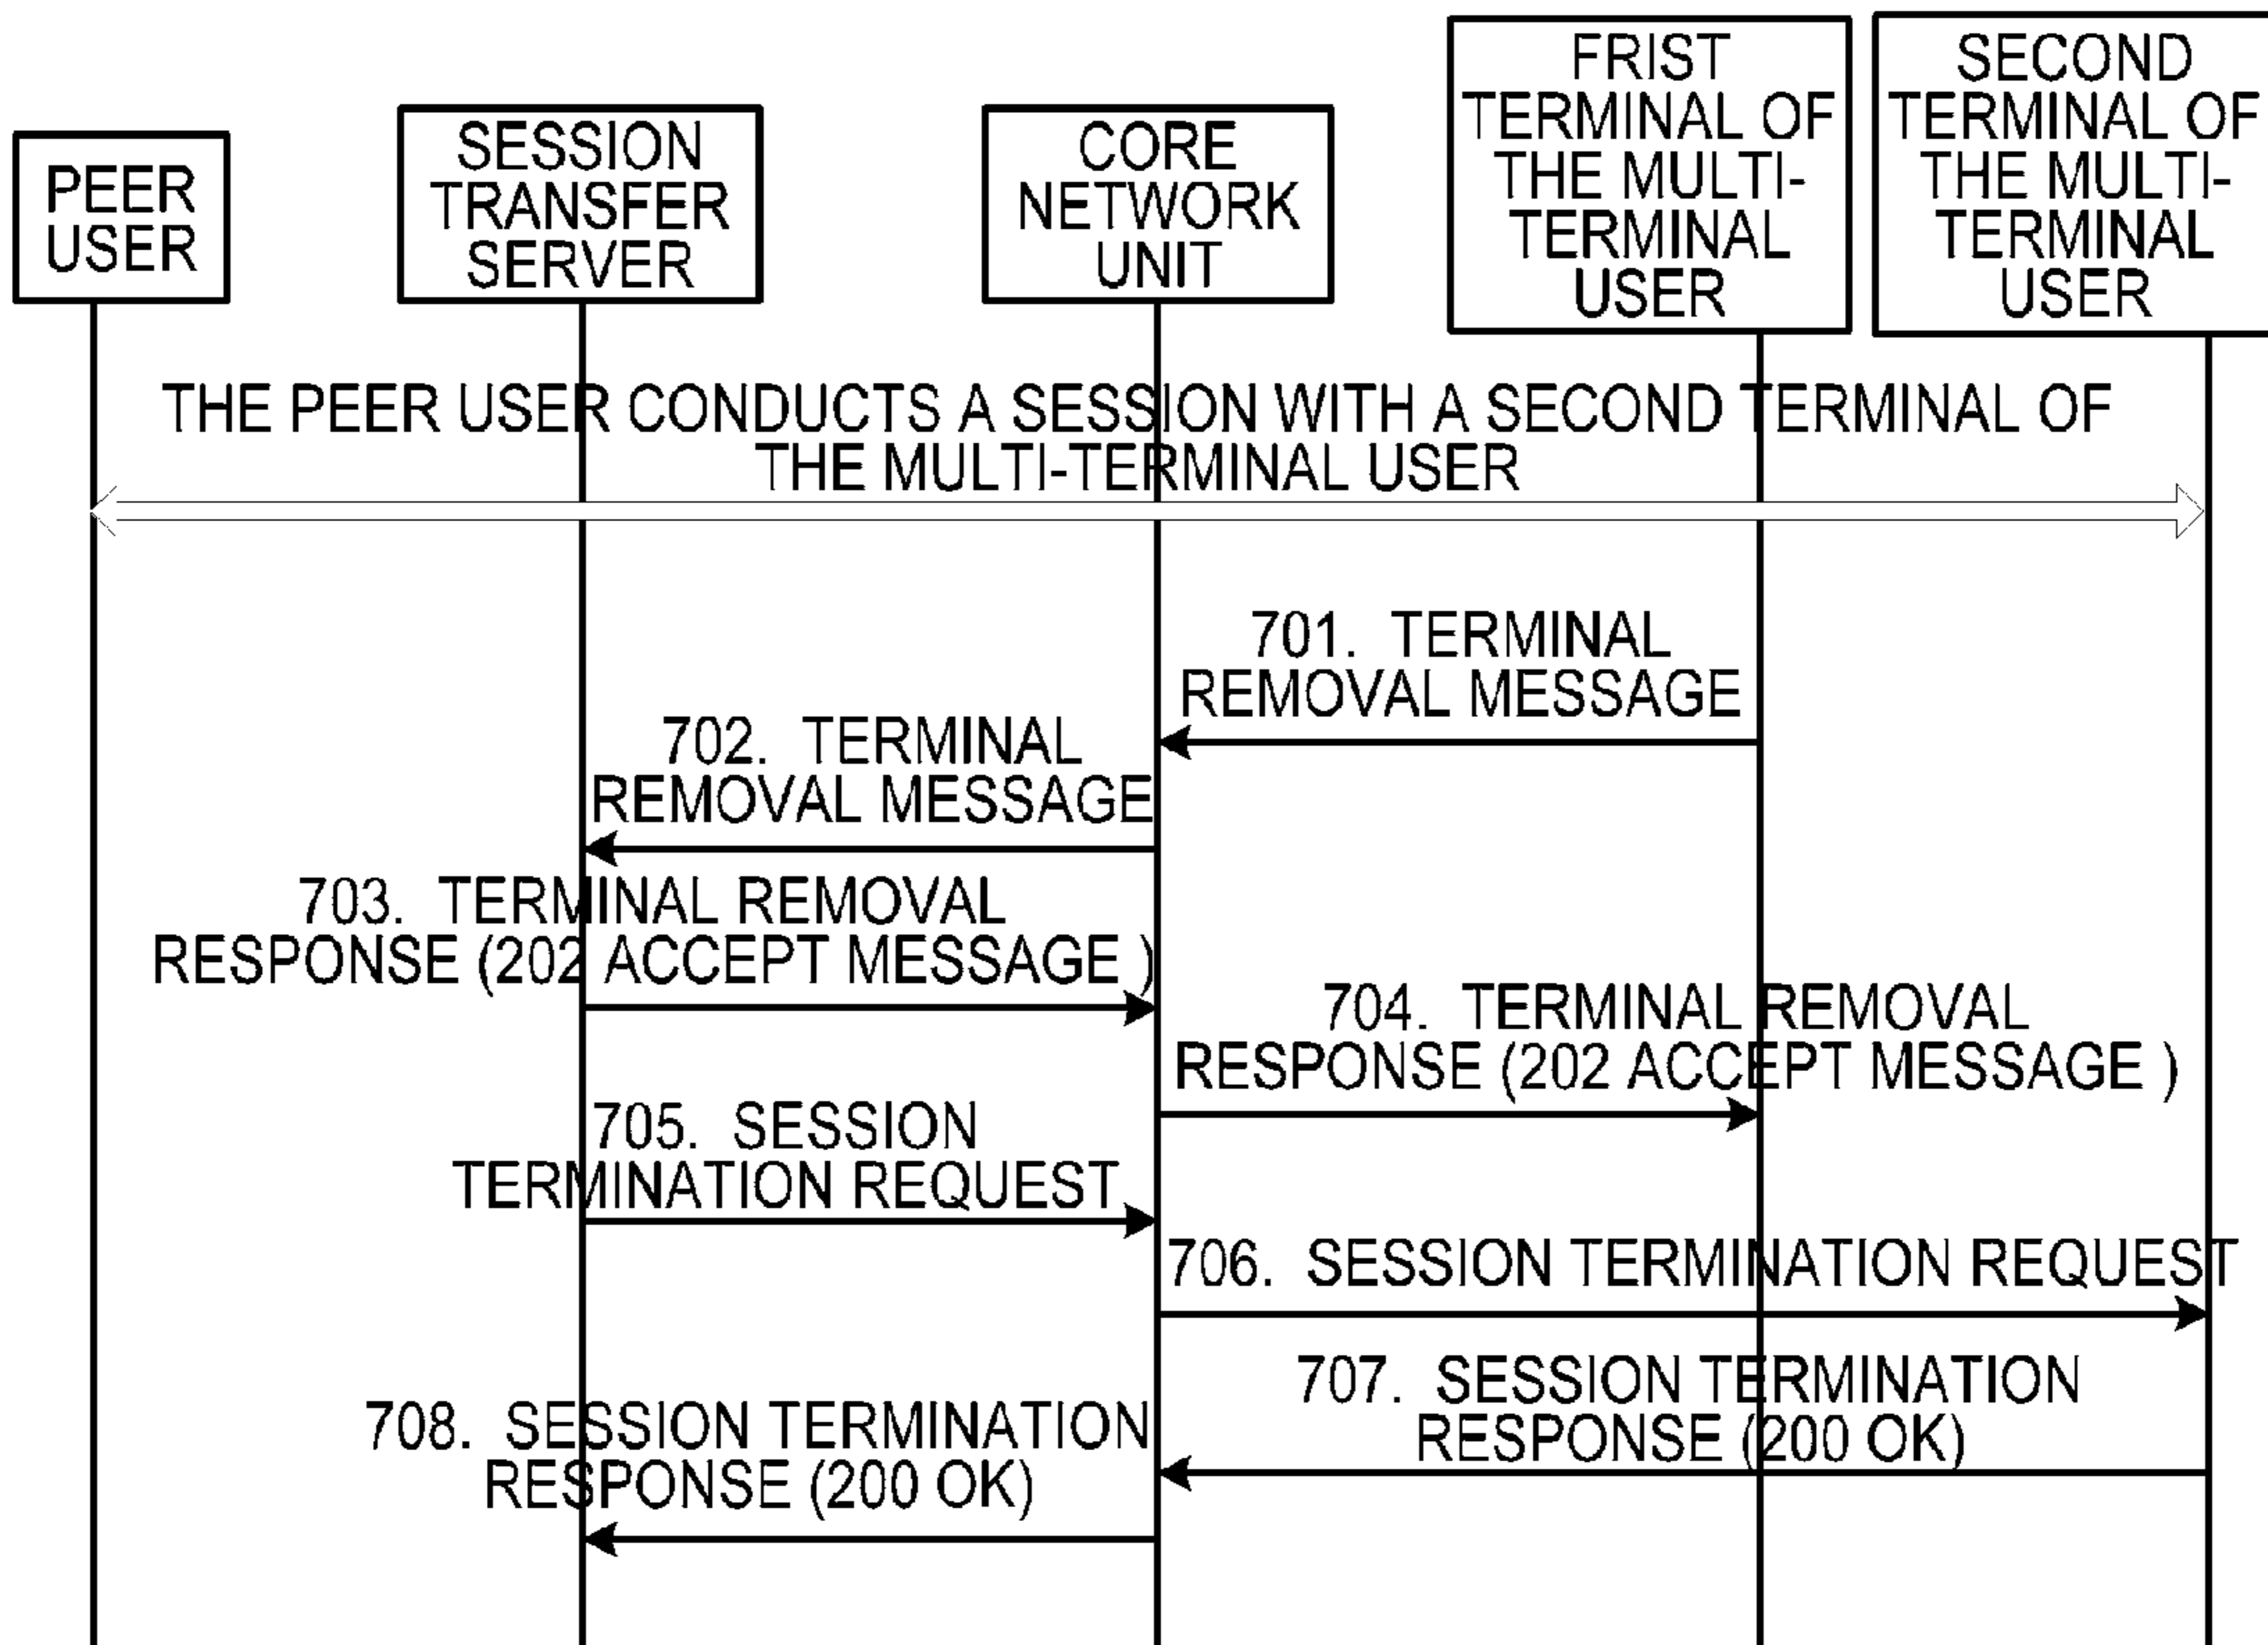 PEER
USER
SESSION
TRANSFER
SERVER
CORE
NETWORK
UNIT
FRIST
TERMINAL OF
THE MULTI-
TERMINAL
USER
SECOND
TERMINAL OF
THE MULTI-
TERMINAL
USER
THE PEER USER CONDUCTS A SESSION WITH A SECOND TERMINAL OF
THE MULTI-TERMINAL USER
701. TERMINAL
REMOVAL MESSAGE
702. TERMINAL
REMOVAL MESSAGE
703. TERMINAL REMOVAL
RESPONSE (202 ACCEPT MESSAGE )
704. TERMINAL REMOVAL
RESPONSE (202 ACCEPT MESSAGE )
705. SESSION
TERMINATION REQUEST
706. SESSION TERMINATION REQUEST
707. SESSION TERMINATION
RESPONSE (200 OK)
708. SESSION TERMINATION
RESPONSE (200 OK)